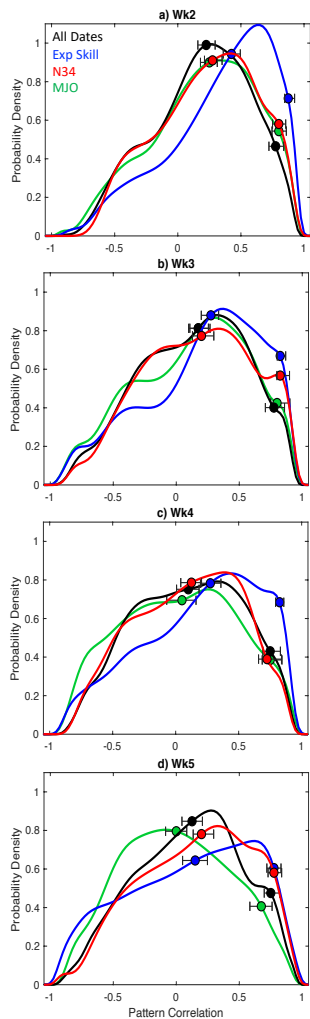 a) Wk2
All Dates
Exp Skill
N34
MJO
Probability Density
1
0.8
0.6
0.4
0.2
0
-1 -0.5 0 0.5 1
b) Wk3
Probability Density
1
0.8
0.6
0.4
0.2
0
-1 -0.5 0 0.5 1
c) Wk4
Probability Density
1
0.8
0.6
0.4
0.2
0
-1 -0.5 0 0.5 1
d) Wk5
Probability Density
1
0.8
0.6
0.4
0.2
0
-1 -0.5 0 0.5 1
Pattern Correlation